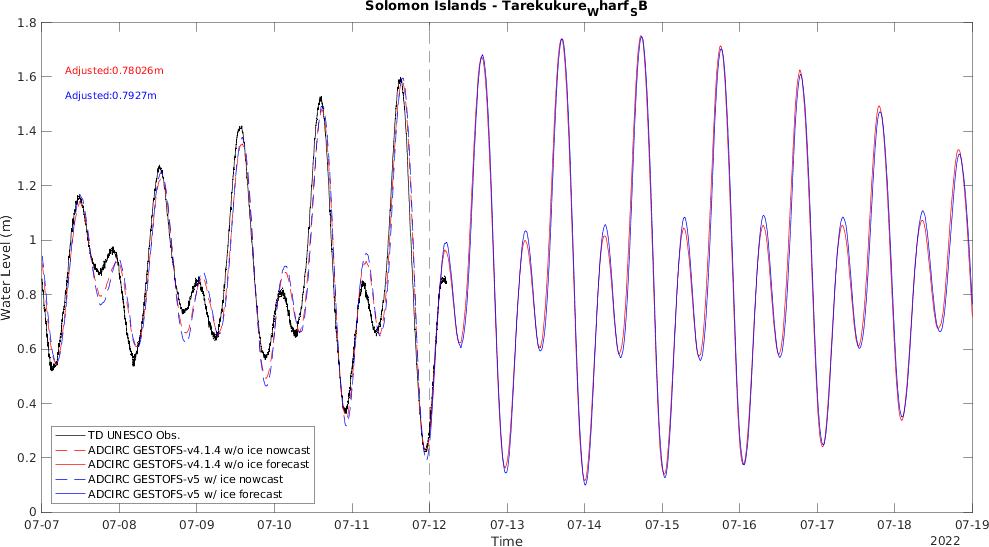 Solomon Islands - TarekukureWharfSB
1.8
1.6
1.4
1.2
1
0.8
0.6
0.4
0.2
0
Water Level (m)
Adjusted:0.78026m
Adjusted:0.7927m
TD UNESCO Obs.
ADCIRC GESTOFS-v4.1.4 w/o ice nowcast
ADCIRC GESTOFS-v4.1.4 w/o ice forecast
ADCIRC GESTOFS-v5 w/ ice nowcast
ADCIRC GESTOFS-v5 w/ ice forecast
07-07 07-08 07-09 07-10 07-11 07-12 07-13 07-14 07-15 07-16 07-17 07-18 07-19
Time
2022